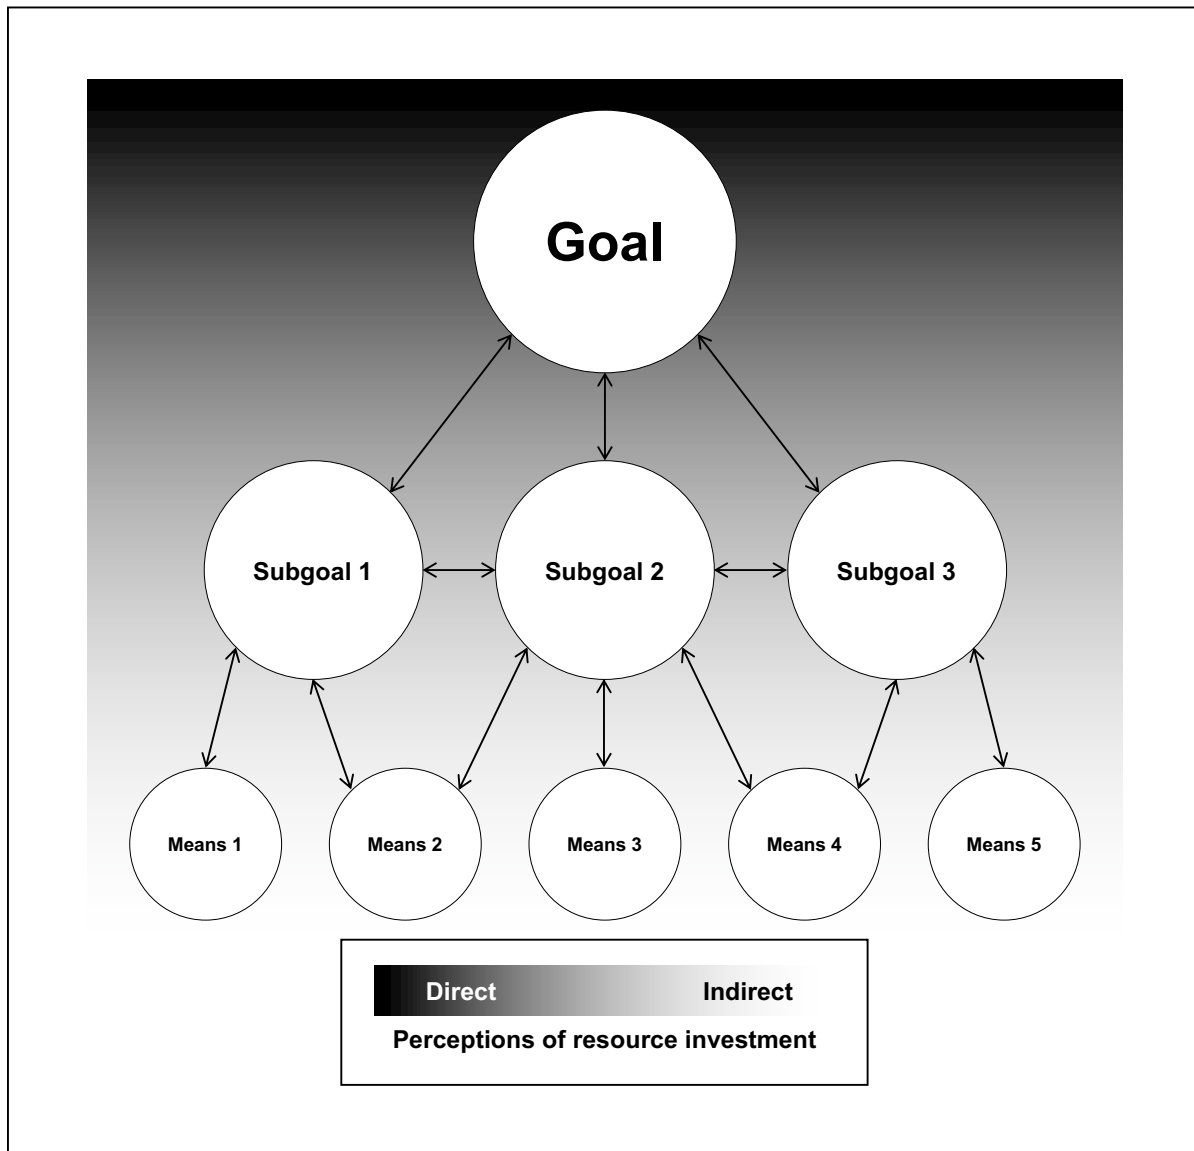 Goal
Subgoal 1 Subgoal 2 Subgoal 3
Means 1 Means 2 Means 3 Means 4 Means 5
Direct Indirect
Perceptions of resource investment